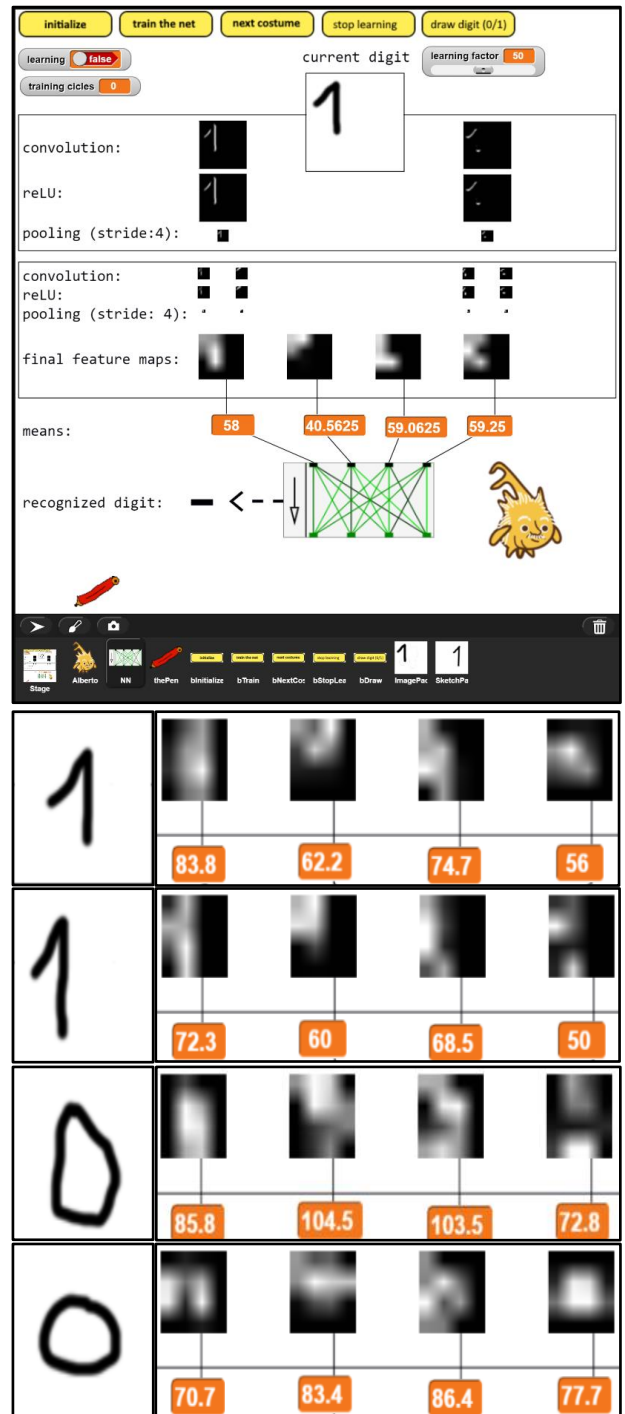 initialize train the net next costume stop learning draw digit (0/1)
learning false current digit learning factor 50
training cicles 0
1
convolution:
reLU:
pooling (stride:4):
convolution:
reLU:
pooling (stride: 4):
final feature maps:
means: 58 40.5625 59.0625 59.25
recognized digit:
Stage Alberto NN thePen bInitialize bTrain bNextCos bStopLea bDraw ImagePac SketchPa
1
83.8 62.2 74.7 56
1
72.3 60 68.5 50
0
85.8 104.5 103.5 72.8
0
70.7 83.4 86.4 77.7